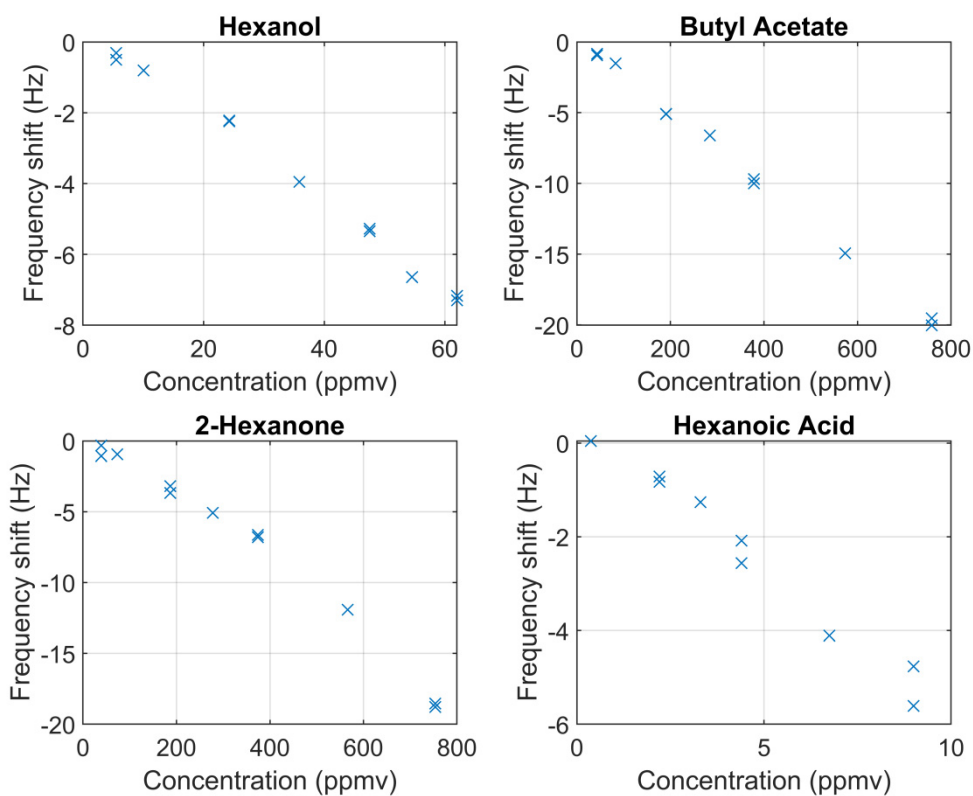 Hexanol
Frequency shift (Hz)
0
-2
-4
-6
-8
0 20 40 60
Concentration (ppmv)
Butyl Acetate
Frequency shift (Hz)
0
-5
-10
-15
-20
0 200 400 600 800
Concentration (ppmv)
2-Hexanone
Frequency shift (Hz)
0
-5
-10
-15
-20
0 200 400 600 800
Concentration (ppmv)
Hexanoic Acid
Frequency shift (Hz)
0
-2
-4
-6
0 5 10
Concentration (ppmv)